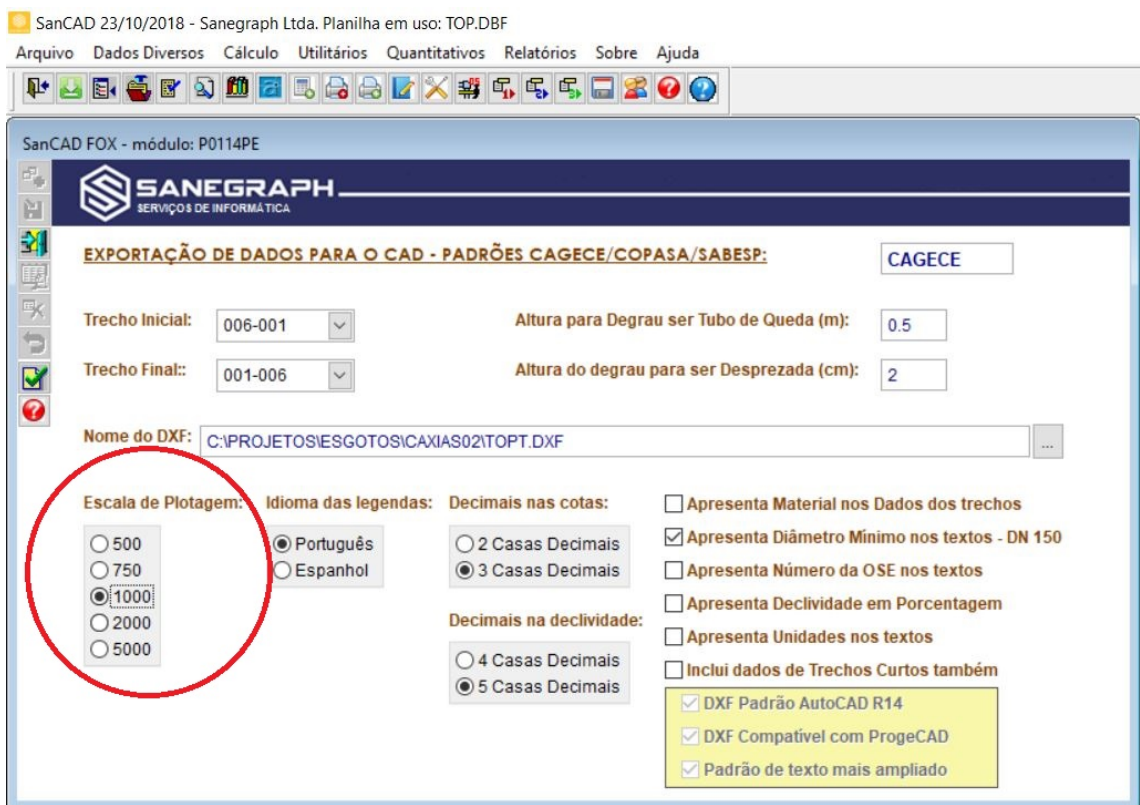 SanCAD 23/10/2018 - Sanegraph Ltda. Planilha em uso: TOP.DBF
Arquivo Dados Diversos Cálculo Utilitários Quantitativos Relatórios Sobre Ajuda
SanCAD FOX - módulo: P0114PE
SANEGRAPH
SERVIÇOS DE INFORMÁTICA
EXPORTAÇÃO DE DADOS PARA O CAD - PADRÕES CAGECE/COPASA/SABESP: CAGECE
Trecho Inicial: 006-001 Altura para Degrau ser Tubo de Queda (m): 0.5
Trecho Final:: 001-006 Altura do degrau para ser Desprezada (cm): 2
Nome do DXF: C:\PROJETOS\ESGOTOS\CAXIAS02\TOPT.DXF ...
Escala de Plotagem:
500
750
1000
2000
5000
Idioma das legendas:
Português
Espanhol
Decimais nas cotas:
2 Casas Decimais
3 Casas Decimais
Decimais na declividade:
4 Casas Decimais
5 Casas Decimais
Apresenta Material nos Dados dos trechos
Apresenta Diâmetro Mínimo nos textos - DN 150
Apresenta Número da OSE nos textos
Apresenta Declividade em Porcentagem
Apresenta Unidades nos textos
Inclui dados de Trechos Curtos também
DXF Padrão AutoCAD R14
DXF Compatível com ProgeCAD
Padrão de texto mais ampliado